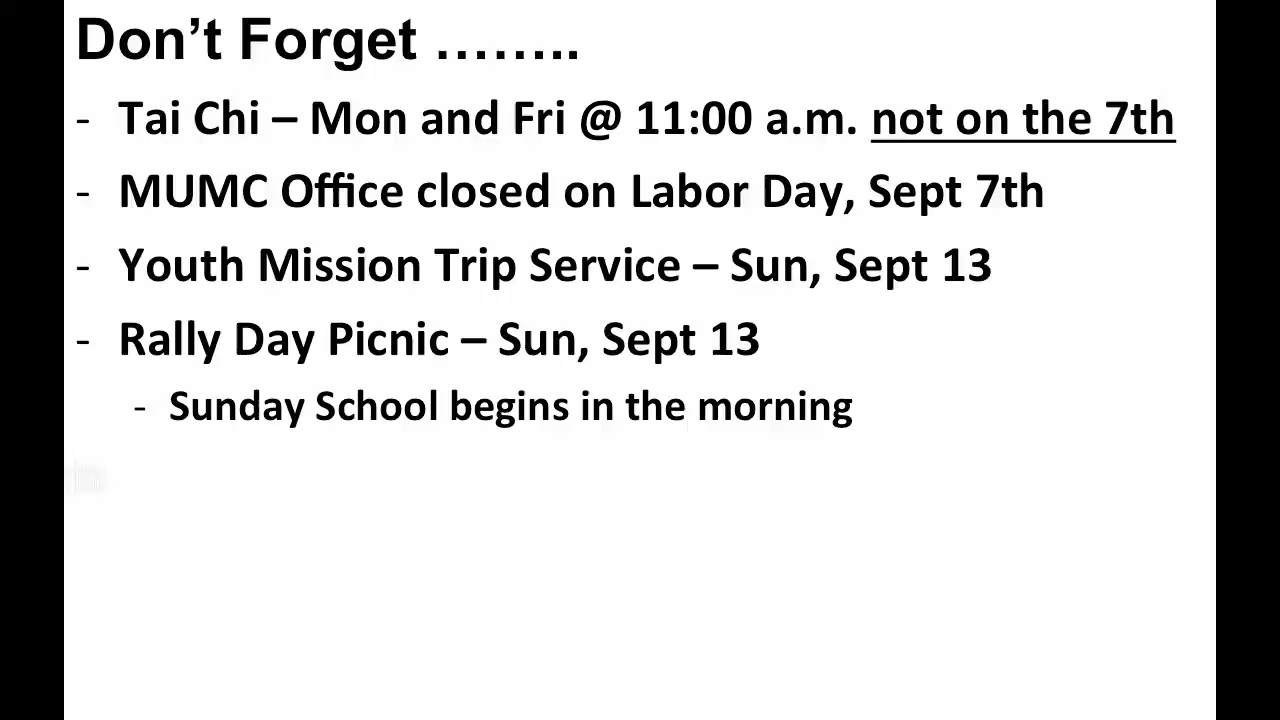 Don’t Forget ……..
- Tai Chi – Mon and Fri @ 11:00 a.m. not on the 7th
- MUMC Office closed on Labor Day, Sept 7th
- Youth Mission Trip Service – Sun, Sept 13
- Rally Day Picnic – Sun, Sept 13
- Sunday School begins in the morning